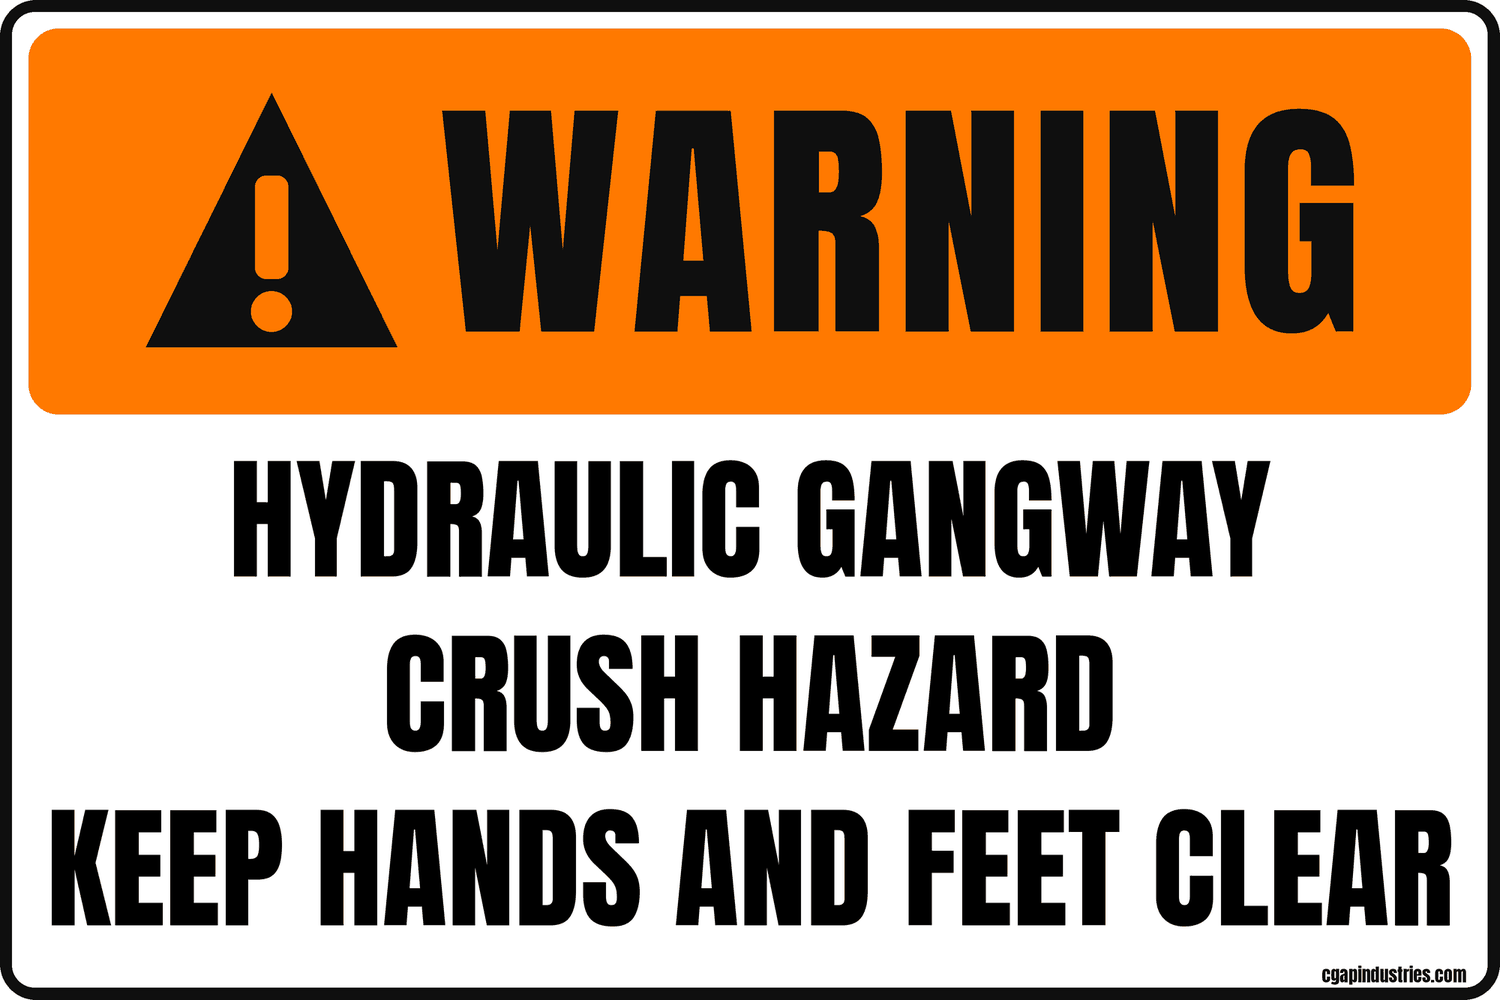 WARNING
HYDRAULIC GANGWAY
CRUSH HAZARD
KEEP HANDS AND FEET CLEAR
cgapindustries.com